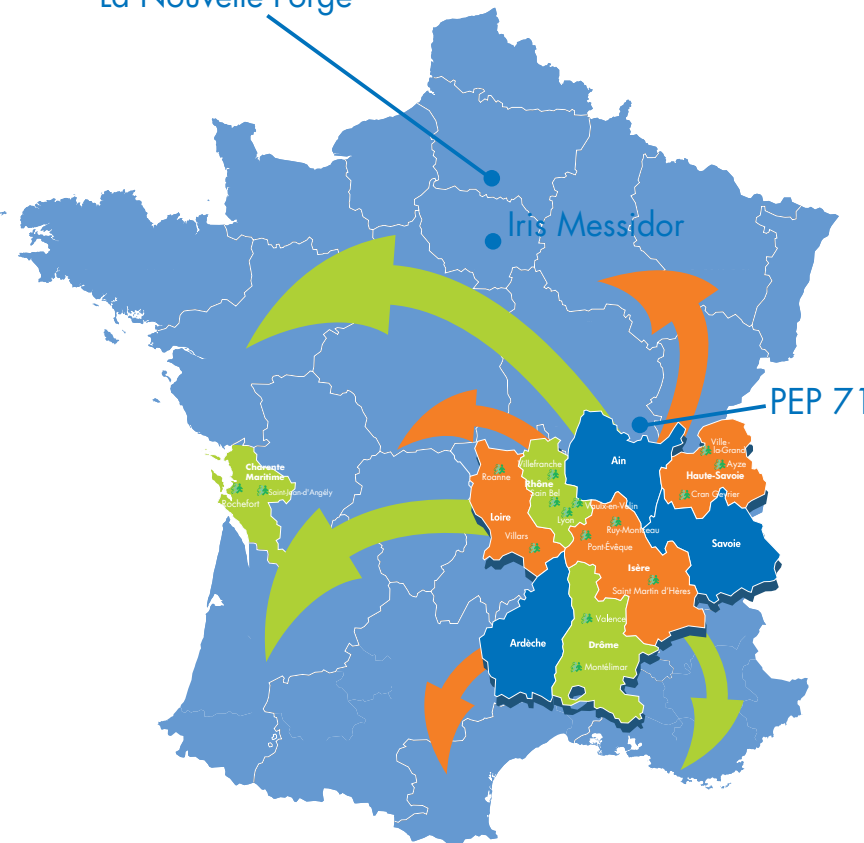 La Nouvelle Forge
Iris Messidor
PEP 71
Ain
Ville-
la-Grand
Ayze
Haute-Savoie
Cran Gevrier
Savoie
Villefranche
Rhône
Sain Bel
Vaulx-en-Velin
Lyon
Roanne
Loire
Villars
Ruy-Montceau
Pont-Évêque
Isère
Saint Martin d'Hères
Charente
Maritime
Saint-Jean-d'Angély
Rochefort
Ardèche
Valence
Drôme
Montélimar